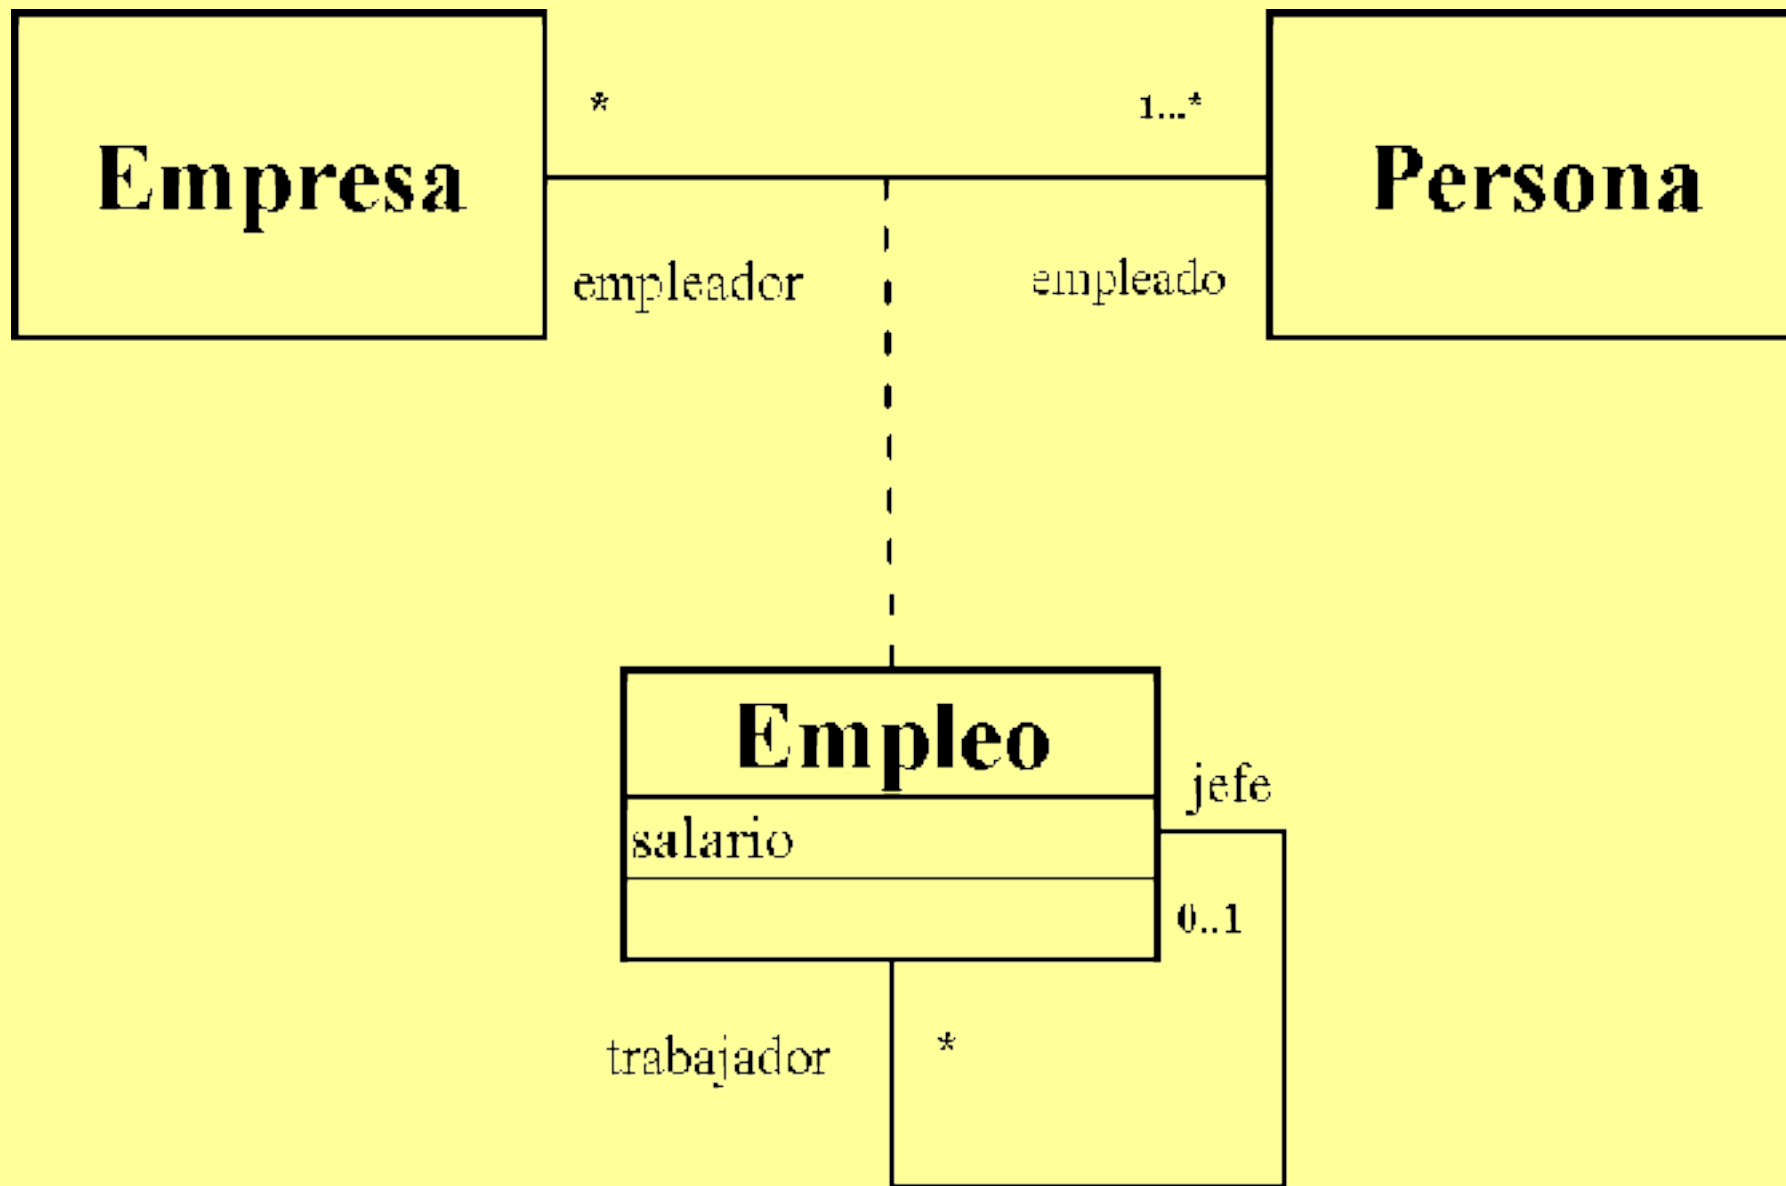 * 1...*
Empresa Persona
empleador empleado
Empleo
jefe
salario
0..1
trabajador *